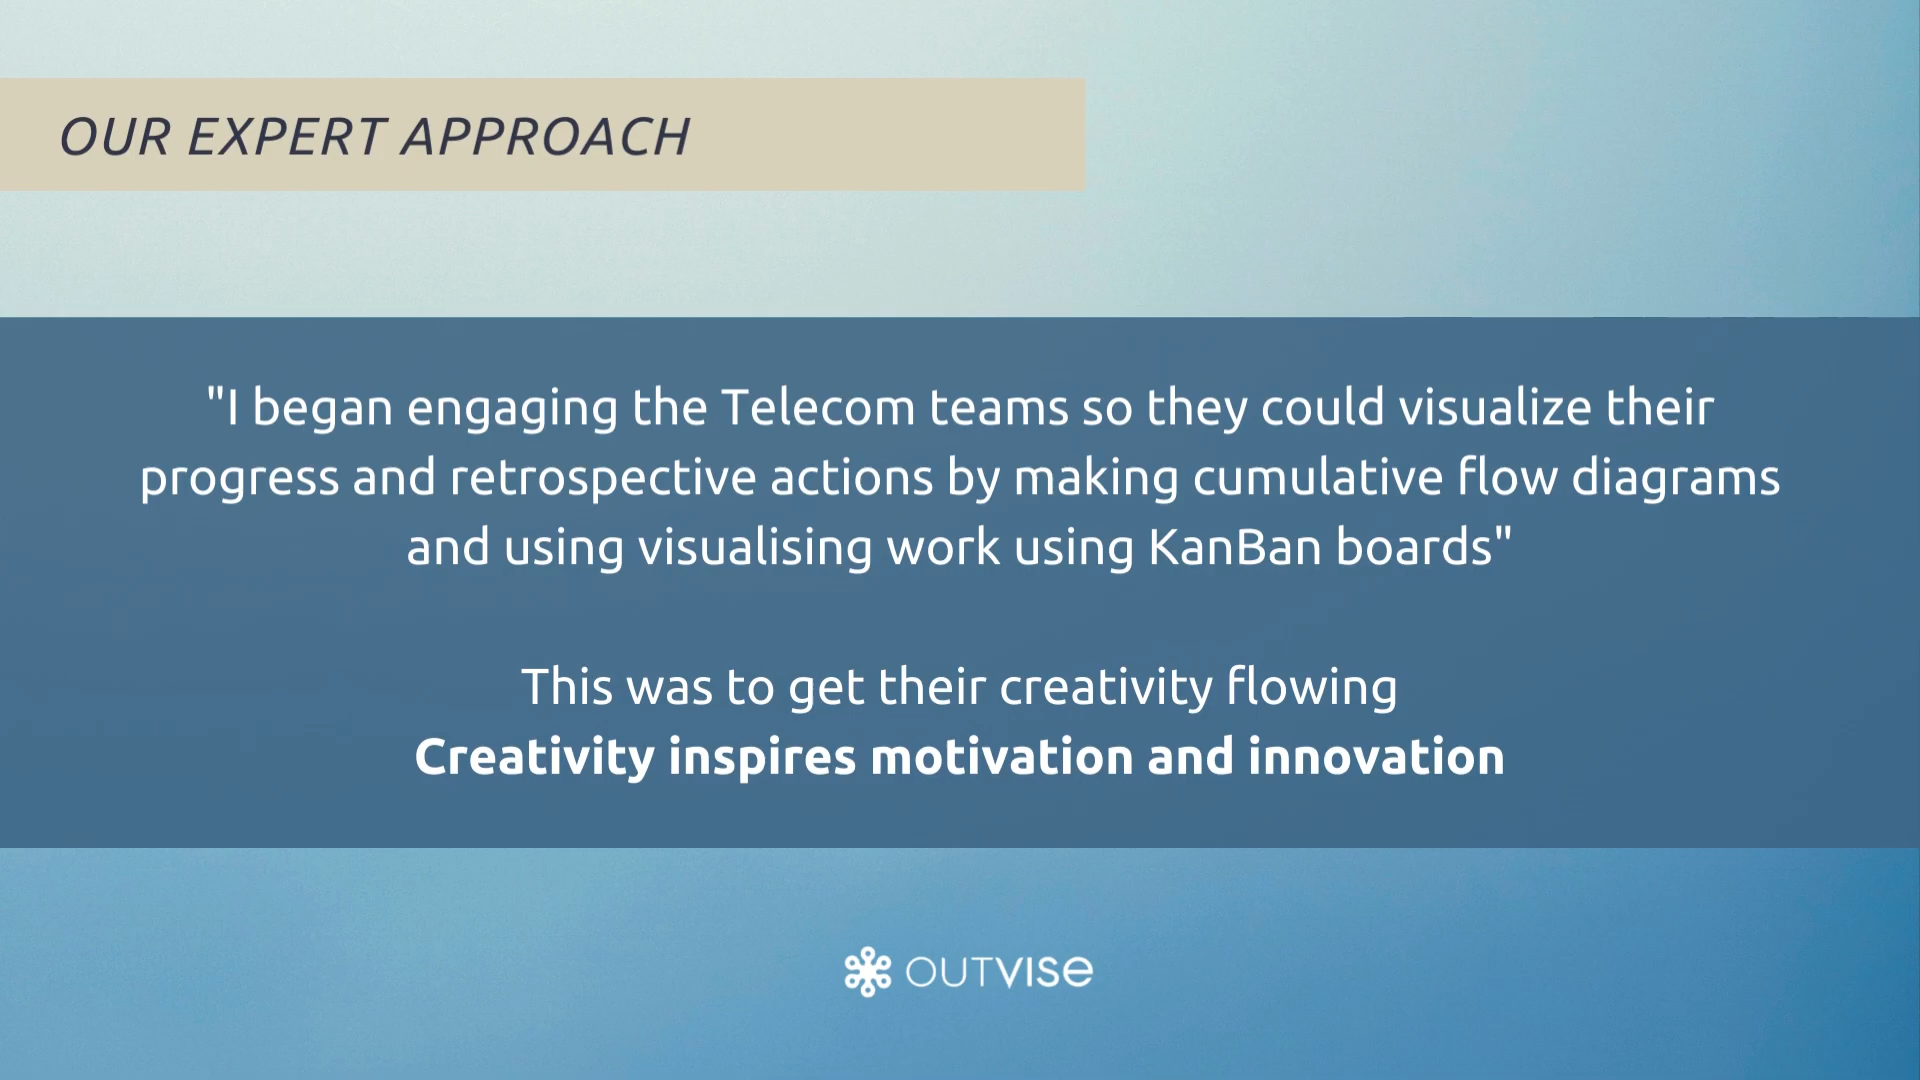 OUR EXPERT APPROACH
"I began engaging the Telecom teams so they could visualize their
progress and retrospective actions by making cumulative flow diagrams
and using visualising work using KanBan boards"
This was to get their creativity flowing
Creativity inspires motivation and innovation
OUTVISE